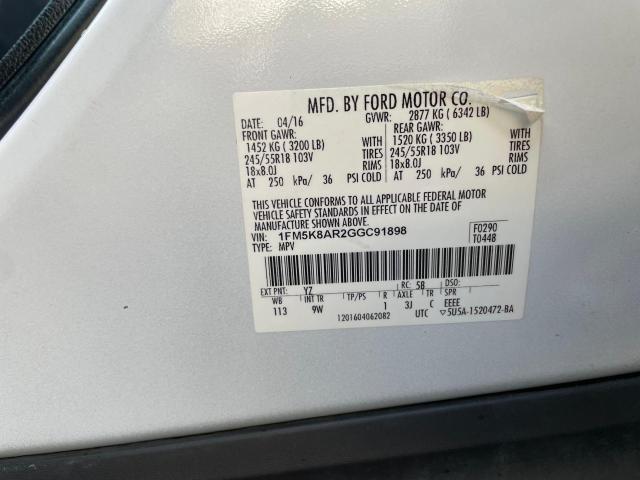 MFD. BY FORD MOTOR CO.
DATE: 04/16 GVWR: 2877 KG ( 6342 LB)
FRONT GAWR: REAR GAWR:
1452 KG ( 3200 LB) WITH 1520 KG ( 3350 LB) WITH
245/55R18 103V TIRES 245/55R18 103V TIRES
18x8.0J RIMS 18x8.0J RIMS
AT 250 kPa/ 36 PSI COLD AT 250 kPa/ 36 PSI COLD
THIS VEHICLE CONFORMS TO ALL APPLICABLE FEDERAL MOTOR
VEHICLE SAFETY STANDARDS IN EFFECT ON THE DATE OF
MANUFACTURE SHOWN ABOVE.
VIN: 1FM5K8AR2GGC91898 F0290
TYPE: MPV T0448
EXT PNT: YZ RC: 58 DSO:
WB INT TR TP/PS R AXLE TR SPR
113 9W 1 3J C EEEE
1201604062082 UTC ▽5U5A-1520472-BA